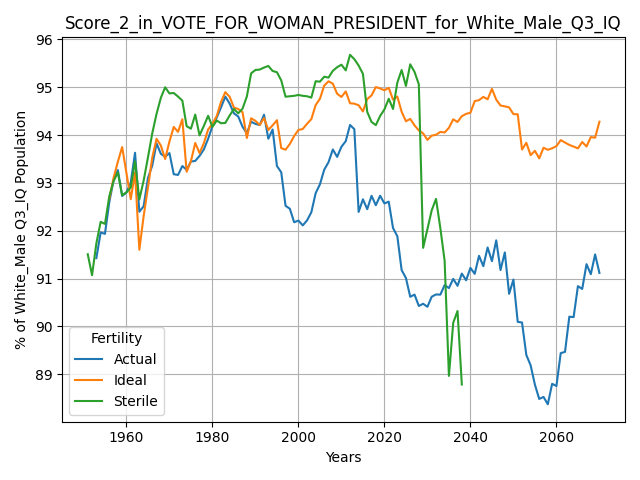 Score_2_in_VOTE_FOR_WOMAN_PRESIDENT_for_White_Male_Q3_IQ
% of White_Male Q3_IQ Population
96
95
94
93
92
91
90
89
Fertility
Actual
Ideal
Sterile
1960 1980 2000 2020 2040 2060
Years